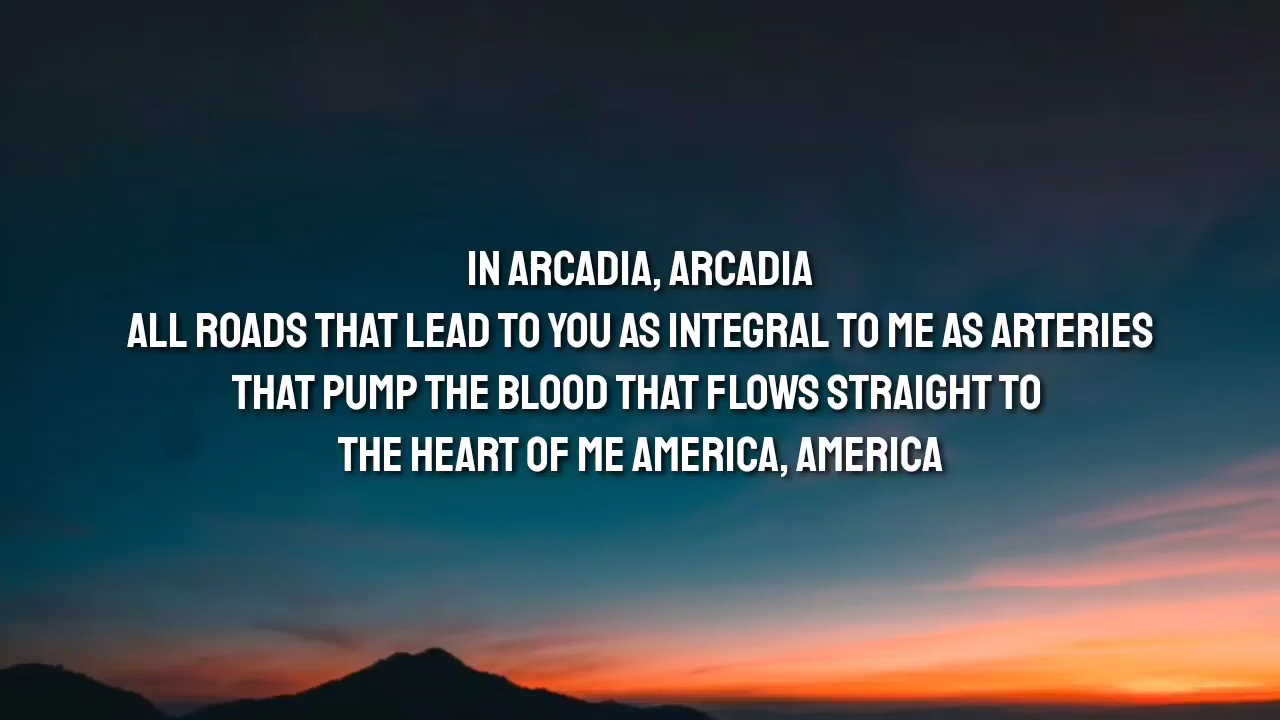 IN ARCADIA, ARCADIA
ALL ROADS THAT LEAD TO YOU AS INTEGRAL TO ME AS ARTERIES
THAT PUMP THE BLOOD THAT FLOWS STRAIGHT TO
THE HEART OF ME AMERICA, AMERICA